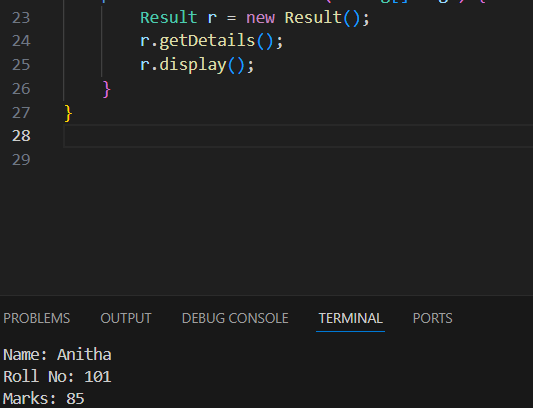 23 Result r = new Result();
24 r.getDetails();
25 r.display();
26 }
27 }
28
29
PROBLEMS OUTPUT DEBUG CONSOLE TERMINAL PORTS
Name: Anitha
Roll No: 101
Marks: 85